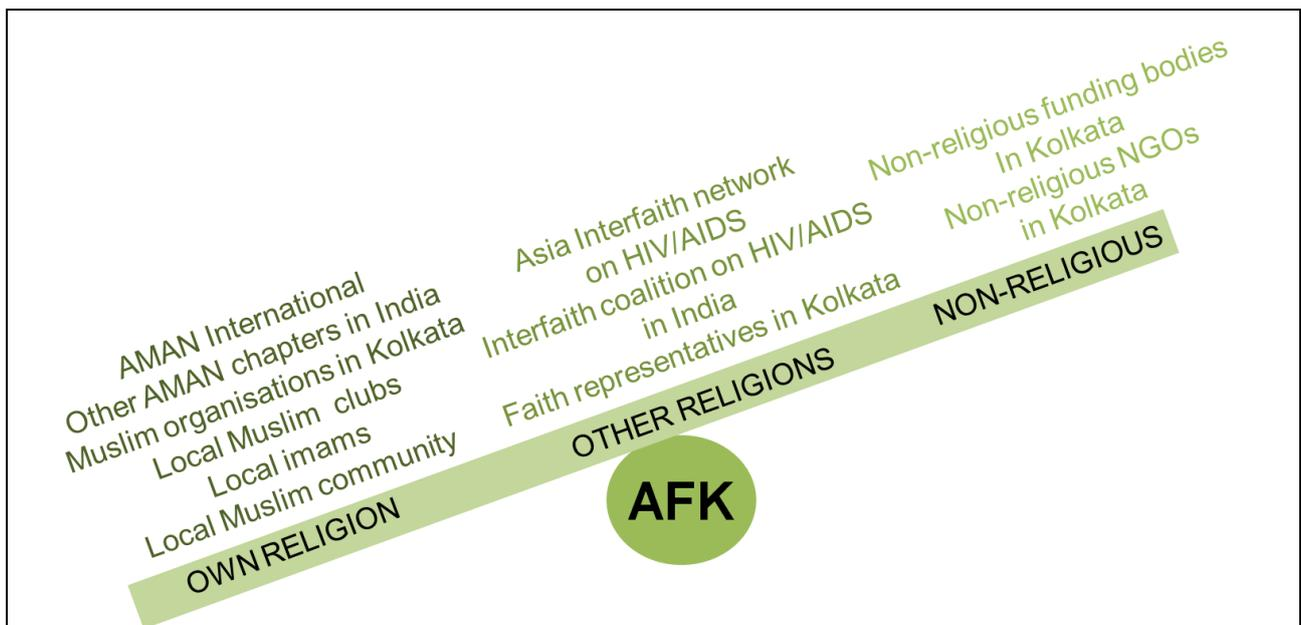 AMAN International
Other AMAN chapters in India
Muslim organisations in Kolkata
Local Muslim clubs
Local imams
Local Muslim community
OWN RELIGION
Asia Interfaith network
on HIV/AIDS
Interfaith coalition on HIV/AIDS
in India
Faith representatives in Kolkata
OTHER RELIGIONS
Non-religious funding bodies
In Kolkata
Non-religious NGOs
in Kolkata
NON-RELIGIOUS
AFK